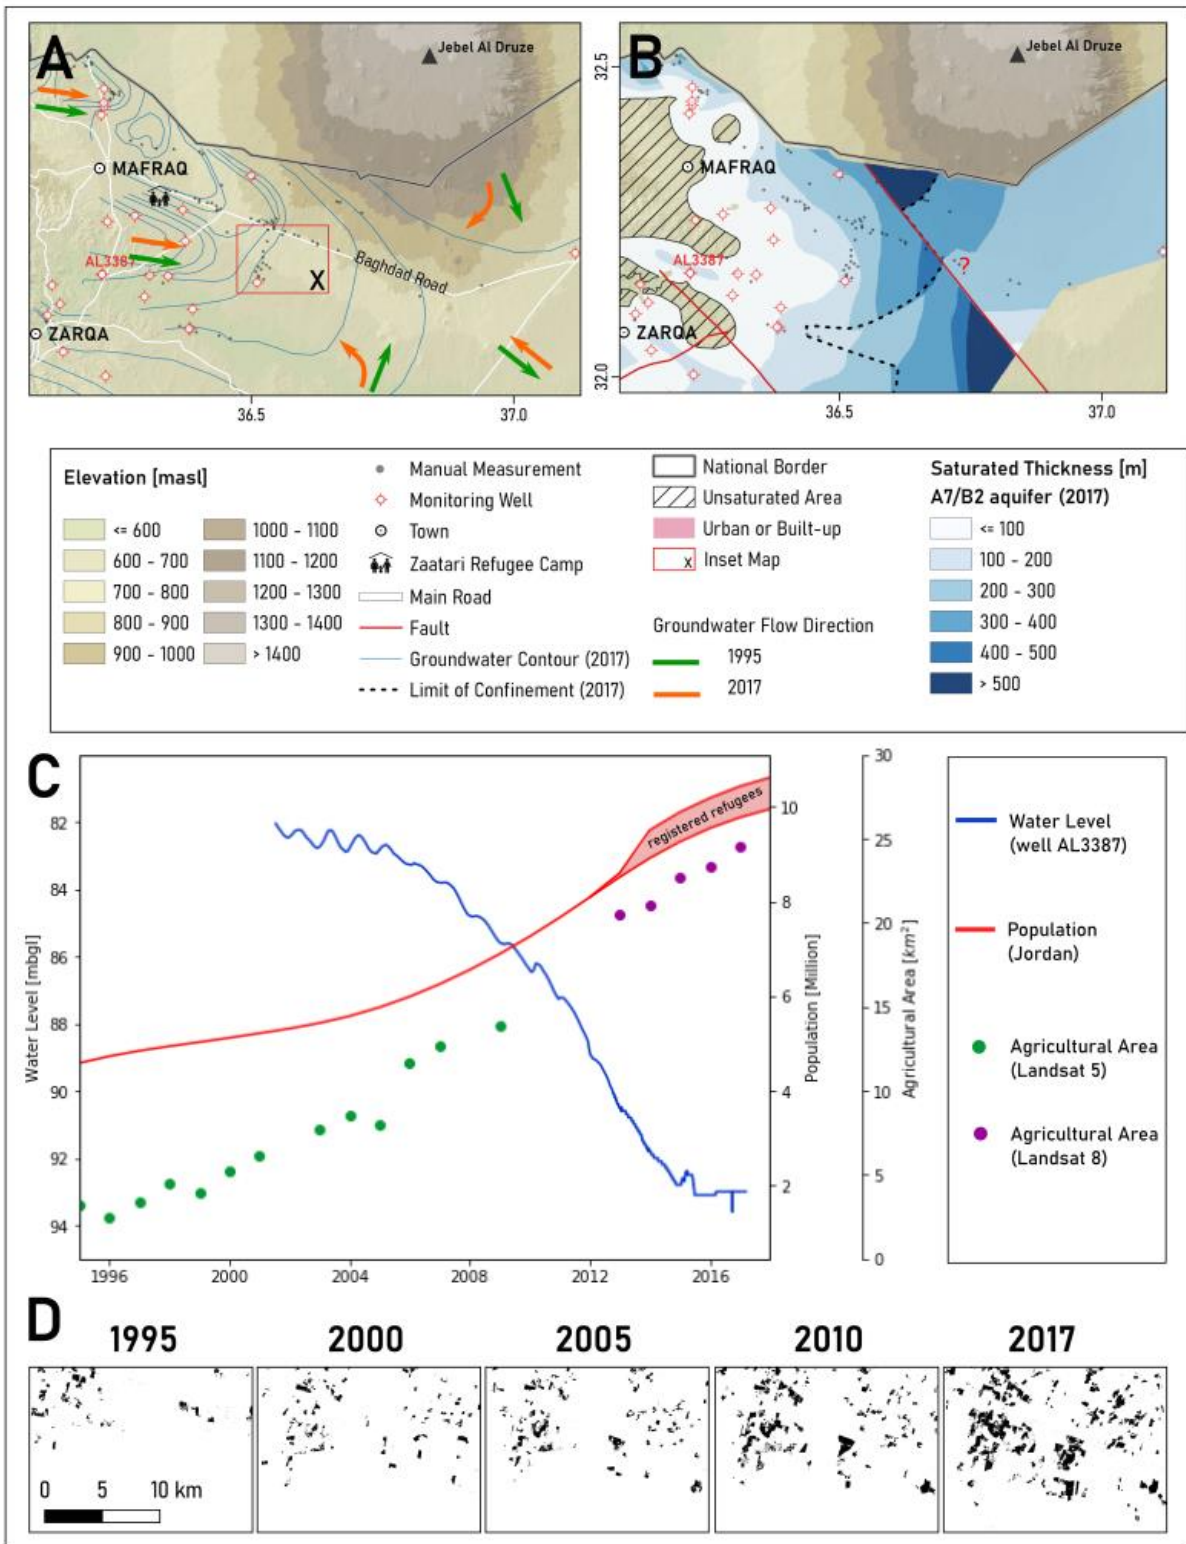 A
Jebel Al Druze
MAFRAQ
AL3387
Baghdad Road
X
ZARQA
36.5
37.0
B
Jebel Al Druze
32.5
MAFRAQ
AL3387
?
ZARQA
32.0
36.5
37.0
Elevation [masl]
<= 600
600 - 700
700 - 800
800 - 900
900 - 1000
1000 - 1100
1100 - 1200
1200 - 1300
1300 - 1400
> 1400
Manual Measurement
Monitoring Well
Town
Zaatari Refugee Camp
Main Road
Fault
Groundwater Contour (2017)
Limit of Confinement (2017)
National Border
Unsaturated Area
Urban or Built-up
x Inset Map
Groundwater Flow Direction
1995
2017
Saturated Thickness [m]
A7/B2 aquifer (2017)
<= 100
100 - 200
200 - 300
300 - 400
400 - 500
> 500
C
Water Level [mbgl]
82
84
86
88
90
92
94
1996
2000
2004
2008
2012
2016
registered refugees
Population [Million]
10
8
6
4
2
Agricultural Area [km²]
30
25
20
15
10
5
0
Water Level
(well AL3387)
Population
(Jordan)
Agricultural Area
(Landsat 5)
Agricultural Area
(Landsat 8)
D
1995
2000
2005
2010
2017
0 5 10 km